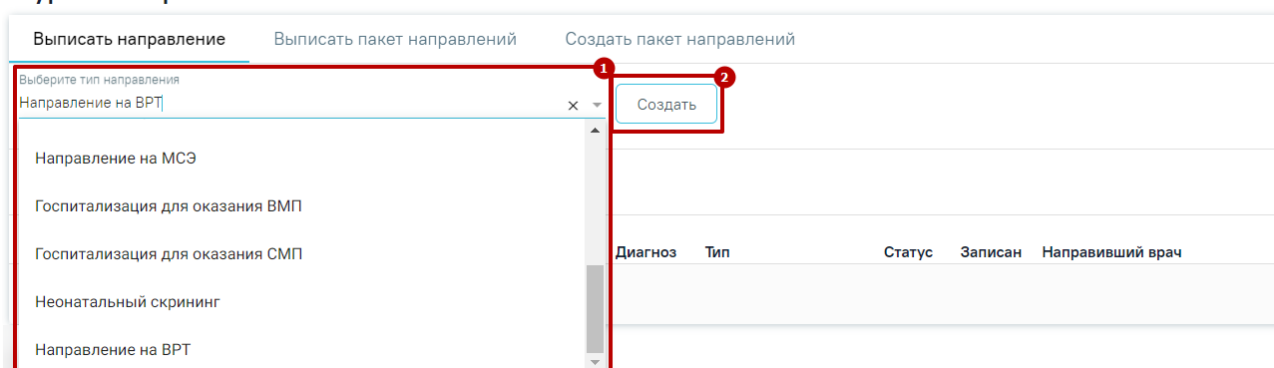 Выписать направление Выписать пакет направлений Создать пакет направлений
Выберите тип направления
1
2
Направление на ВРТ
Создать
Направление на МСЭ
Госпитализация для оказания ВМП
Госпитализация для оказания СМП
Диагноз Тип Статус Записан Направивший врач
Неонатальный скрининг
Направление на ВРТ